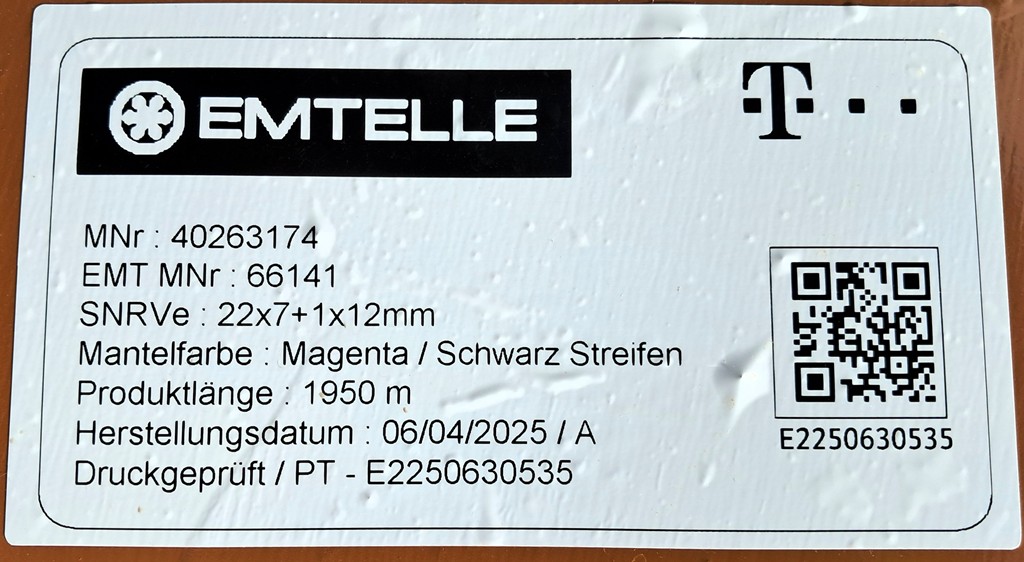 EMTELLE
T
MNr : 40263174
EMT MNr : 66141
SNRVe : 22x7+1x12mm
Mantelfarbe : Magenta / Schwarz Streifen
Produktlänge : 1950 m
Herstellungsdatum : 06/04/2025 / A
Druckgeprüft / PT - E2250630535
E2250630535